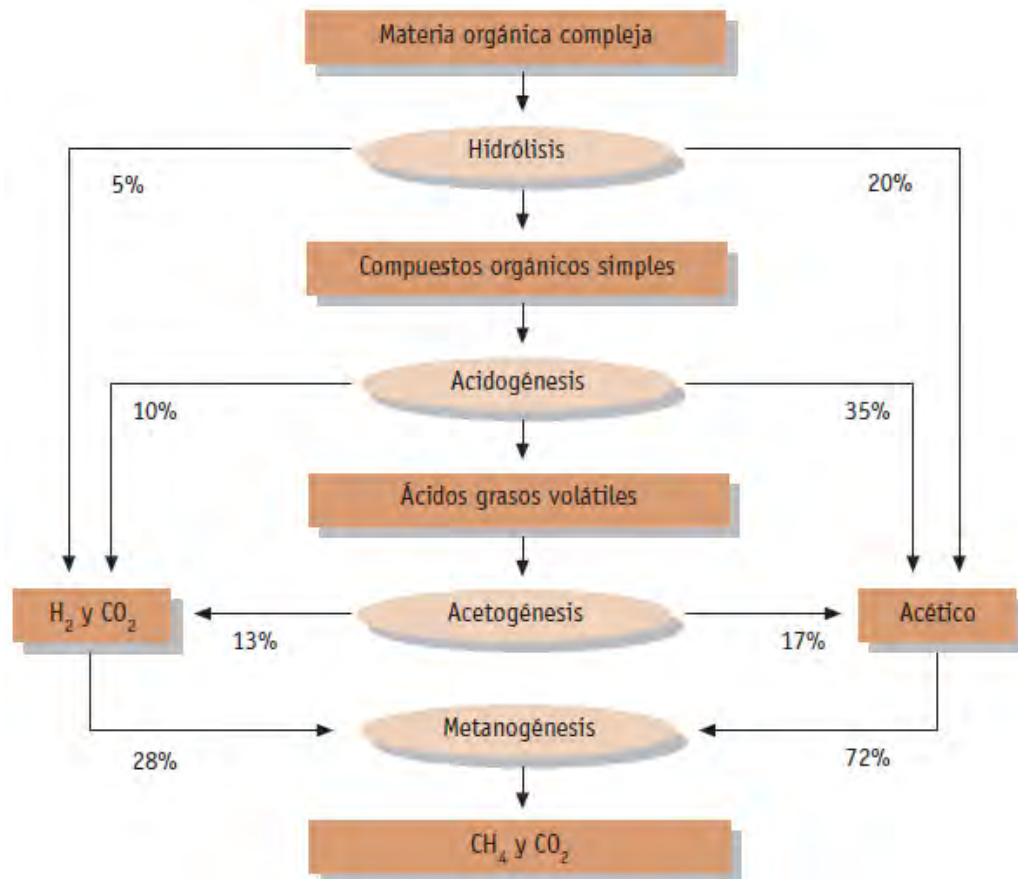 Materia orgánica compleja
Hidrólisis
5%
20%
Compuestos orgánicos simples
Acidogénesis
10%
35%
Ácidos grasos volátiles
H₂ y CO₂
Acetogénesis
Acético
13%
17%
Metanogénesis
28%
72%
CH₄ y CO₂